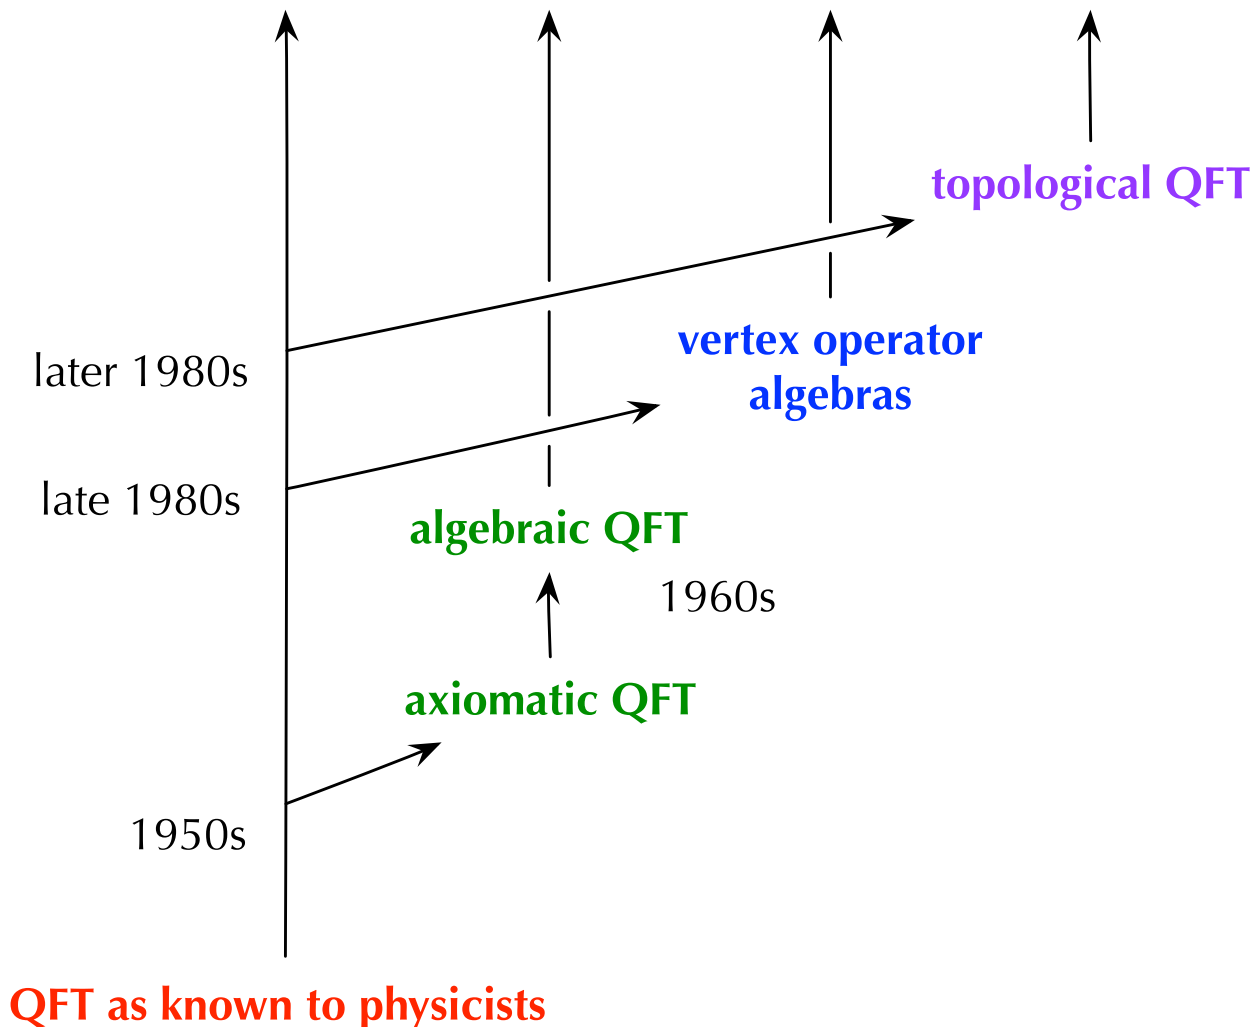 topological QFT
vertex operator
algebras
later 1980s
late 1980s
algebraic QFT
1960s
axiomatic QFT
1950s
QFT as known to physicists